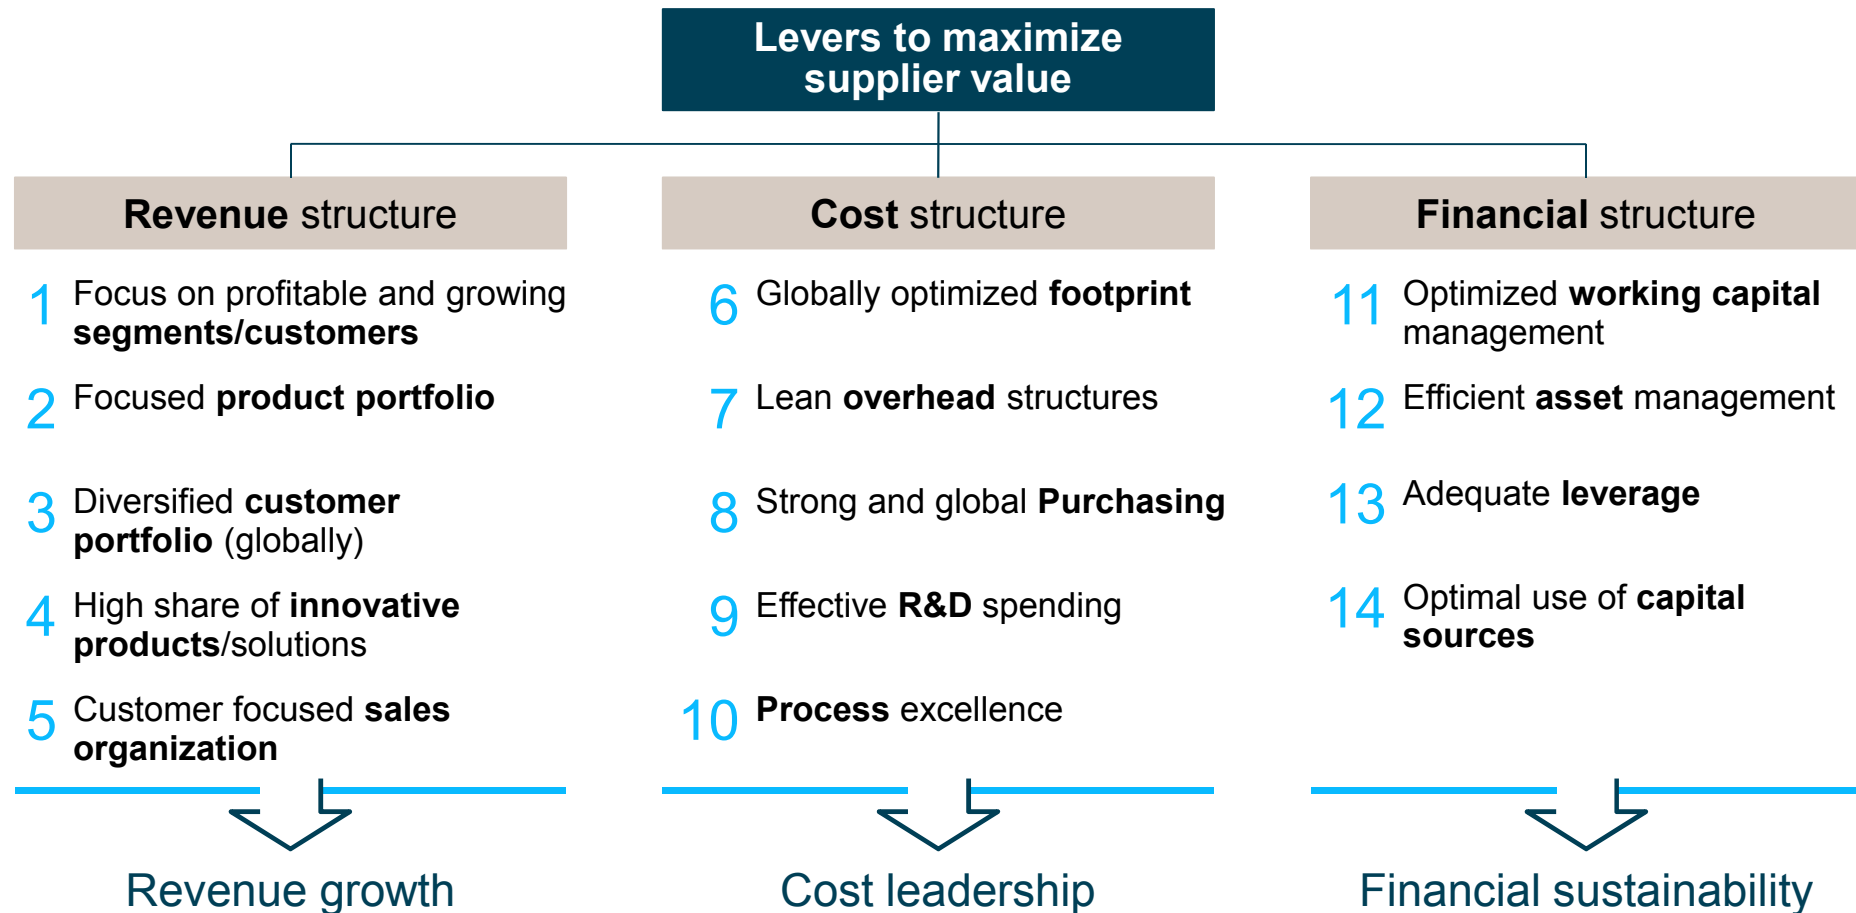 Levers to maximize
supplier value
Revenue structure
1 Focus on profitable and growing
segments/customers
2 Focused product portfolio
3 Diversified customer
portfolio (globally)
4 High share of innovative
products/solutions
5 Customer focused sales
organization
Revenue growth
Cost structure
6 Globally optimized footprint
7 Lean overhead structures
8 Strong and global Purchasing
9 Effective R&D spending
10 Process excellence
Cost leadership
Financial structure
11 Optimized working capital
management
12 Efficient asset management
13 Adequate leverage
14 Optimal use of capital
sources
Financial sustainability